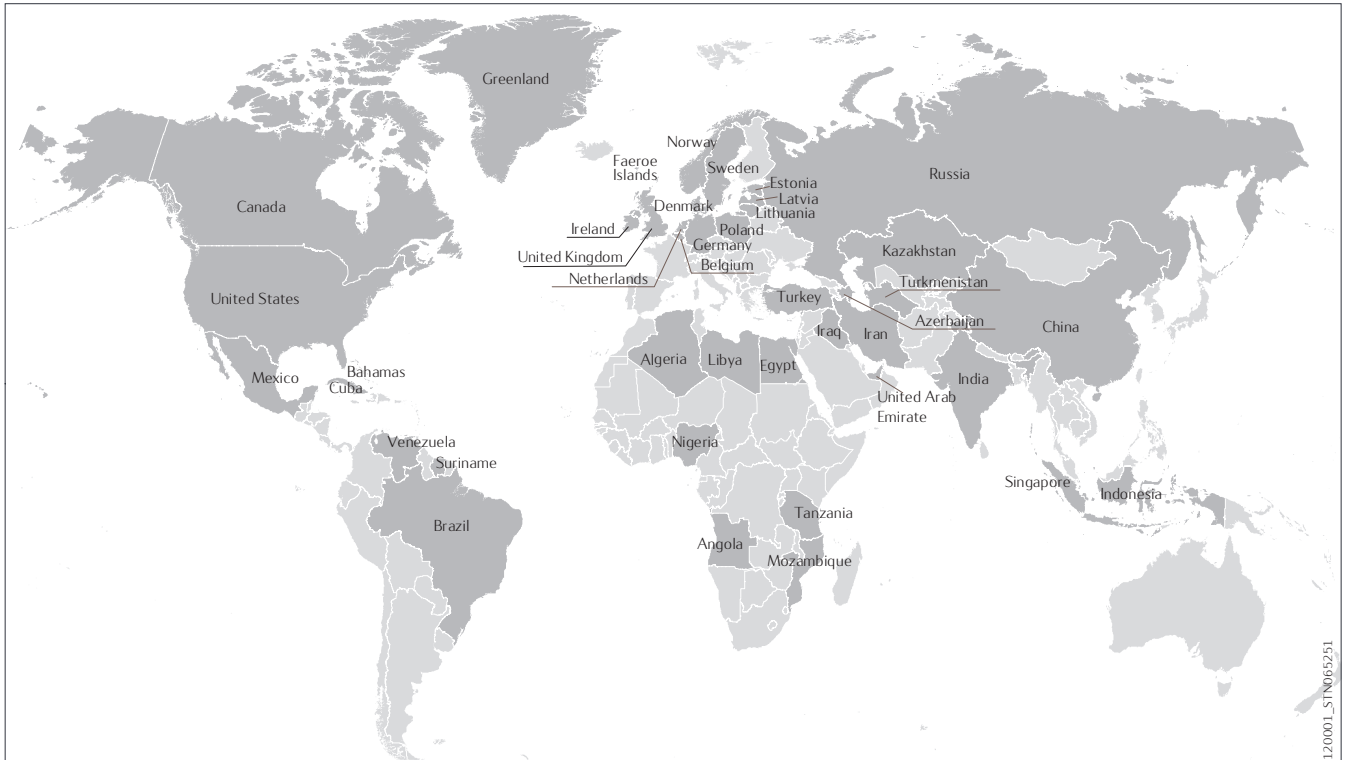 Greenland
Norway
Faeroe
Islands
Sweden
Russia
Estonia
Latvia
Lithuania
Canada
Denmark
Ireland
Poland
Germany
United Kingdom
Belgium
Netherlands
Kazakhstan
Turkmenistan
United States
Turkey
Azerbaijan
China
Iraq
Iran
Algeria
Libya
Egypt
Mexico
Bahamas
Cuba
India
United Arab
Emirate
Venezuela
Suriname
Nigeria
Singapore
Indonesia
Brazil
Tanzania
Angola
Mozambique
120001_STN065251